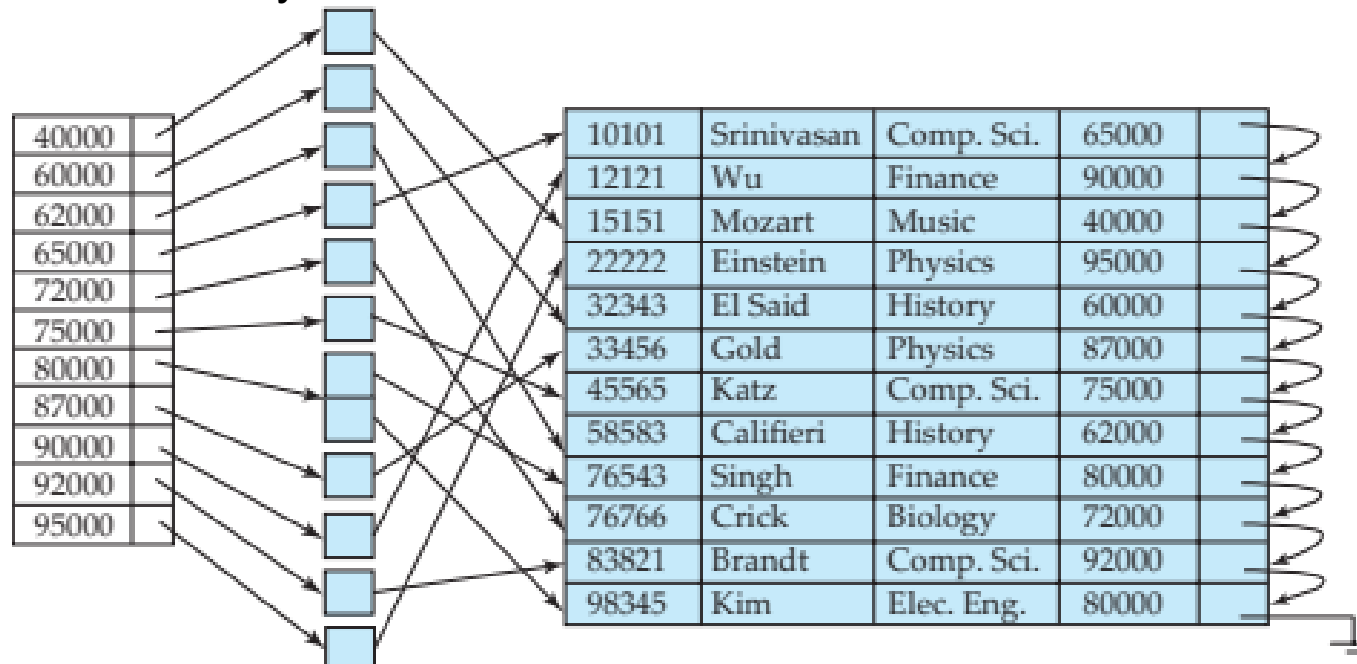 40000
60000
62000
65000
72000
75000
80000
87000
90000
92000
95000
10101 Srinivasan Comp. Sci. 65000
12121 Wu Finance 90000
15151 Mozart Music 40000
22222 Einstein Physics 95000
32343 El Said History 60000
33456 Gold Physics 87000
45565 Katz Comp. Sci. 75000
58583 Califieri History 62000
76543 Singh Finance 80000
76766 Crick Biology 72000
83821 Brandt Comp. Sci. 92000
98345 Kim Elec. Eng. 80000